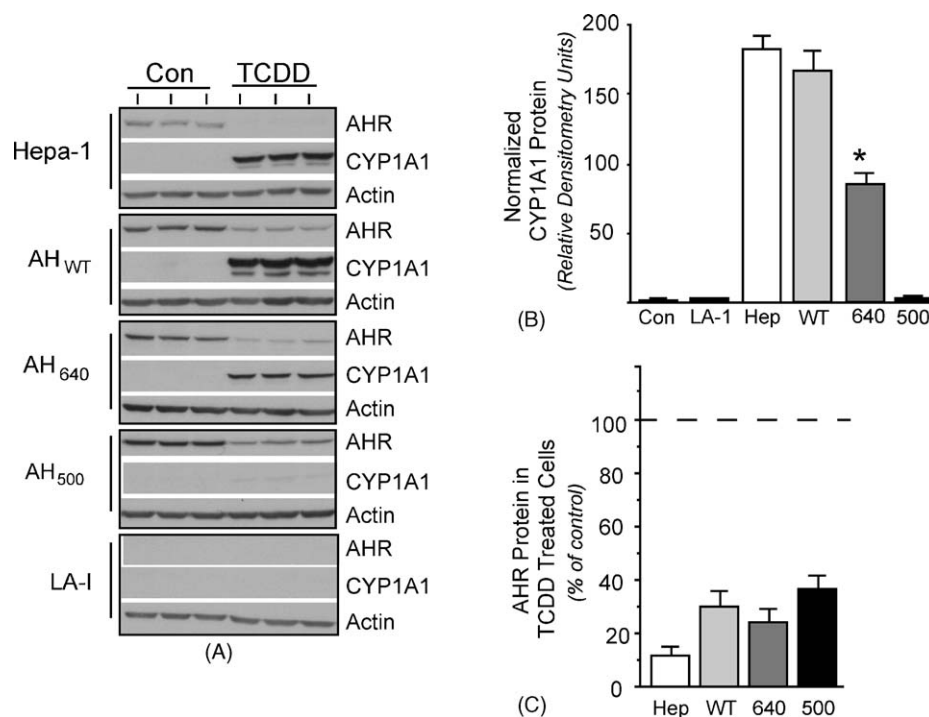 Con TCDD
Hepa-1
AHR
CYP1A1
Actin
AH WT
AHR
CYP1A1
Actin
AH 640
AHR
CYP1A1
Actin
AH 500
AHR
CYP1A1
Actin
LA-I
AHR
CYP1A1
Actin
(A)
Normalized
CYP1A1 Protein
(Relative Densitometry Units)
200
150
100
50
*
Con LA-1 Hep WT 640 500
(B)
AHR Protein in
TCDD Treated Cells
(% of control)
100
80
60
40
20
0
Hep WT 640 500
(C)